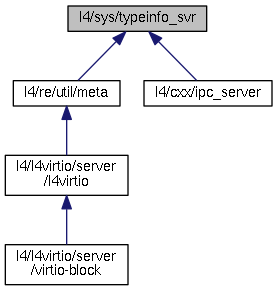 l4/sys/typeinfo_svr
l4/re/util/meta
l4/cxx/ipc_server
l4/l4virtio/server
/l4virtio
l4/l4virtio/server
/virtio-block